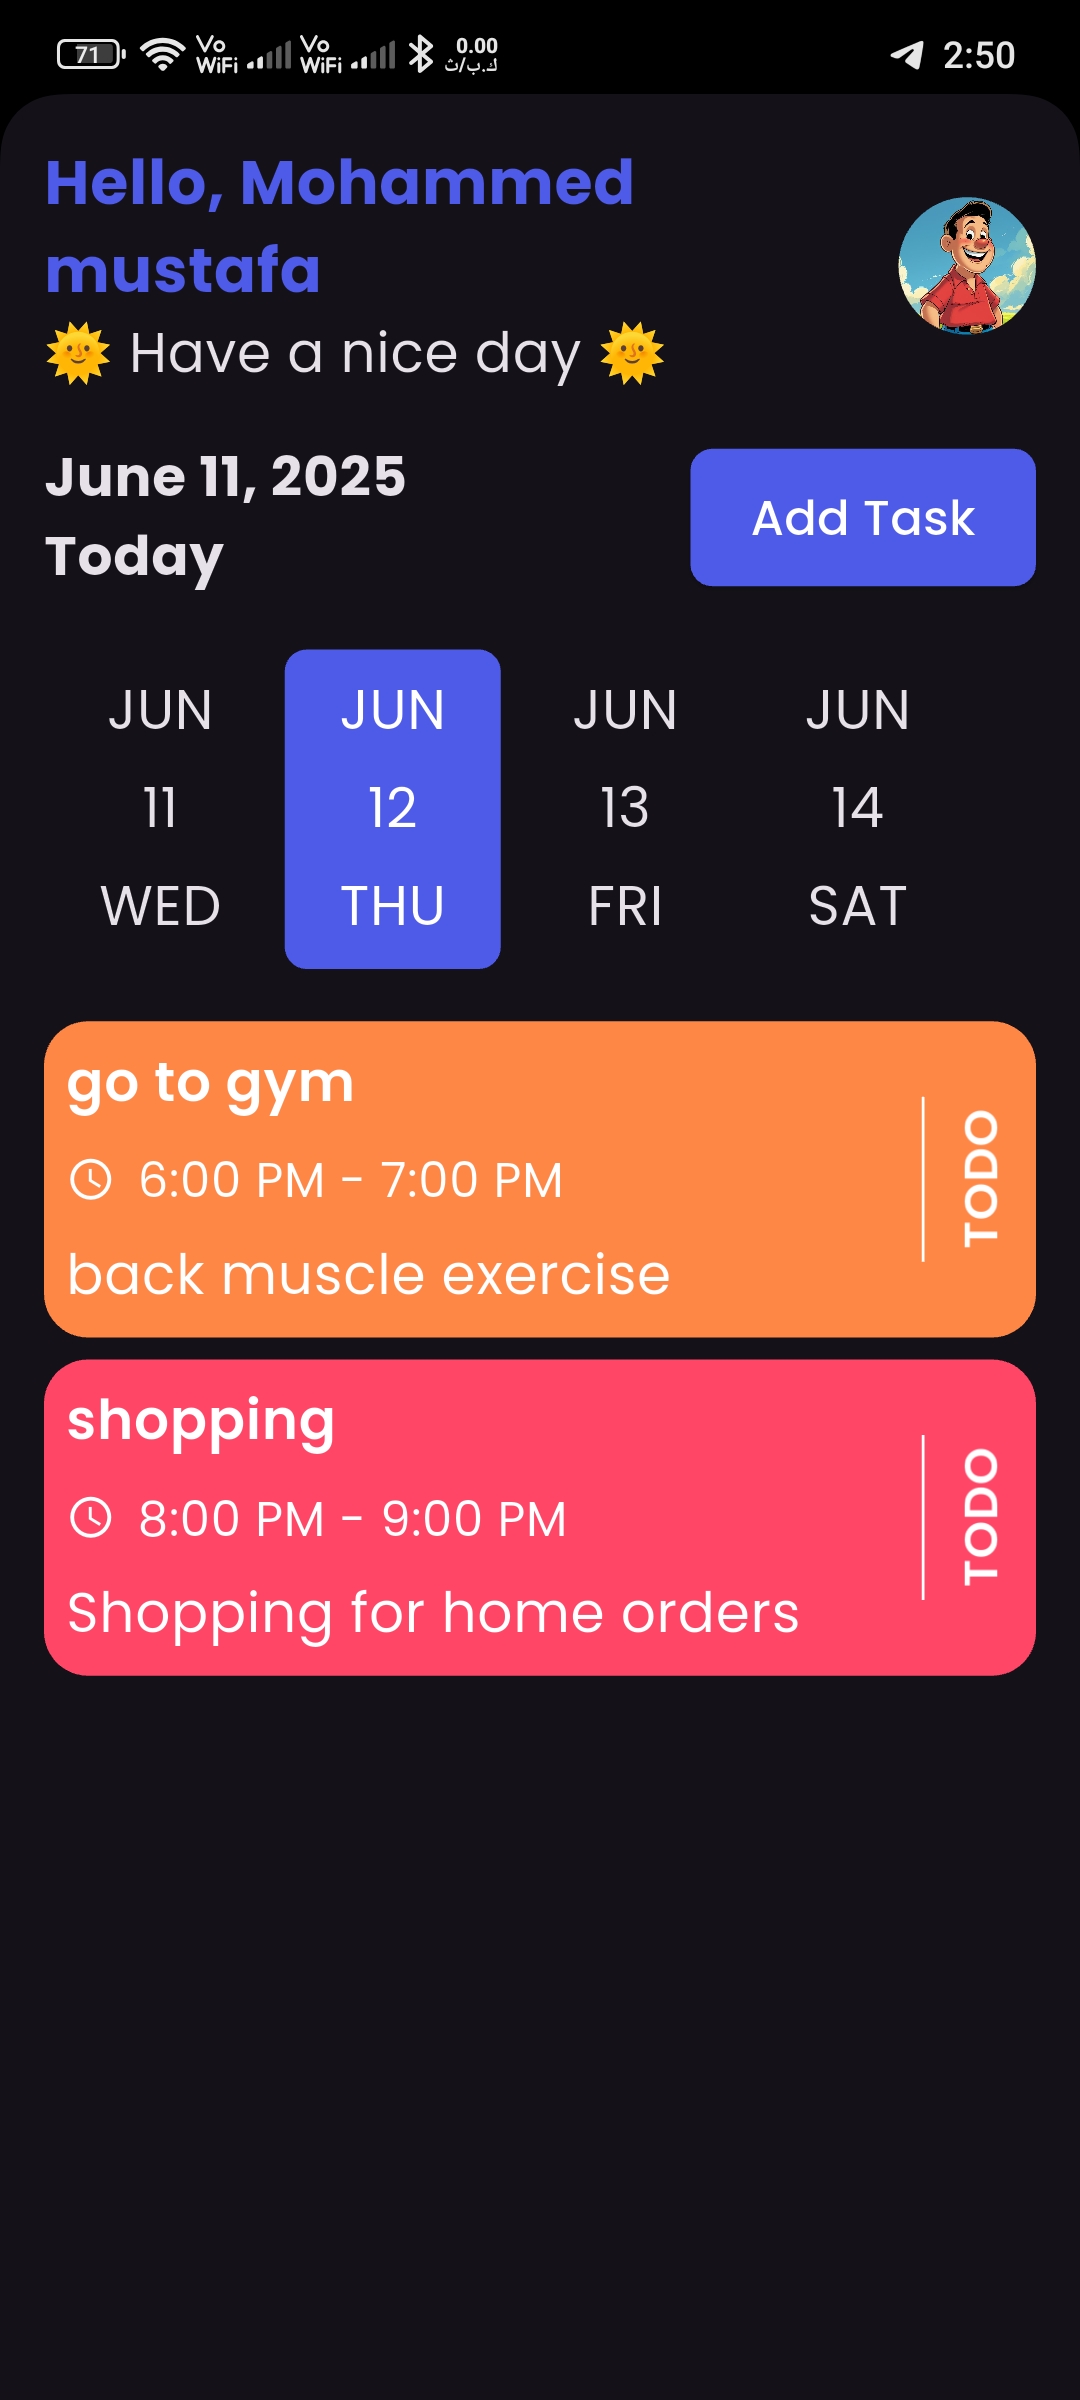 71
Vo
WiFi
Vo
WiFi
0.00
ك.ب/ث
2:50
Hello, Mohammed
mustafa
🌞 Have a nice day 🌞
June 11, 2025
Today
Add Task
JUN
11
WED
JUN
12
THU
JUN
13
FRI
JUN
14
SAT
go to gym
6:00 PM - 7:00 PM
back muscle exercise
TODO
shopping
8:00 PM - 9:00 PM
Shopping for home orders
TODO